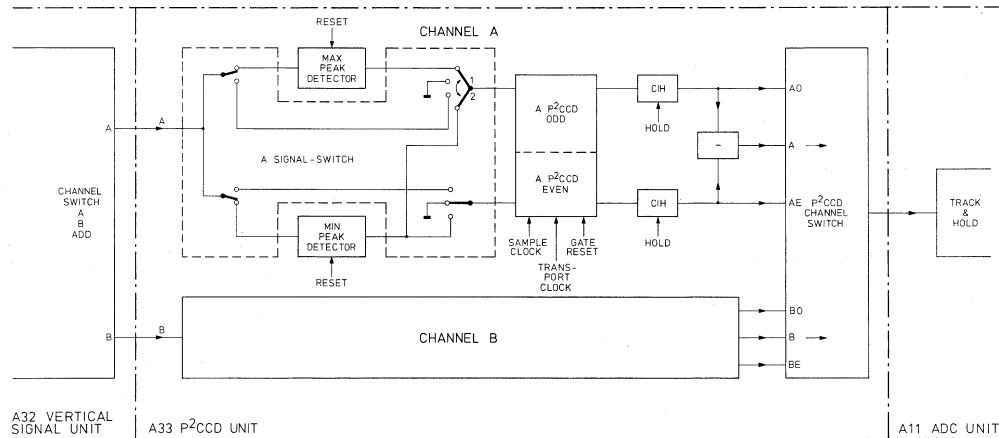 RESET
CHANNEL A
MAX
PEAK
DETECTOR
1
2
A P²CCD
ODD
CIH
HOLD
AO
A
A
A SIGNAL-SWITCH
–
A
A P²CCD
EVEN
CIH
HOLD
AE
P²CCD
CHANNEL
SWITCH
CHANNEL
SWITCH
A
B
ADD
MIN
PEAK
DETECTOR
RESET
SAMPLE
CLOCK
TRANS-
PORT
CLOCK
GATE
RESET
TRACK
&
HOLD
B
B
CHANNEL B
BO
B
BE
A32 VERTICAL
SIGNAL UNIT
A33 P²CCD UNIT
A11 ADC UNIT